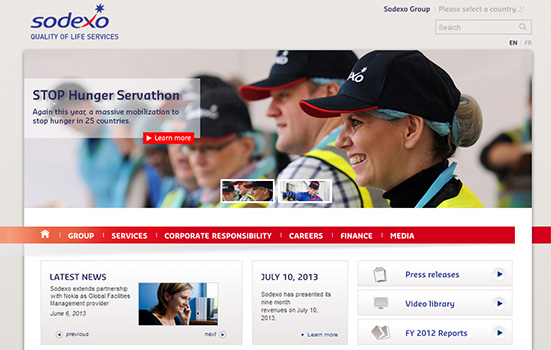 sodexo
QUALITY OF LIFE SERVICES
Sodexo Group | Please select a country...
Search
EN | FR
STOP Hunger Servathon
Again this year, a massive mobilization to
stop hunger in 25 countries.
Learn more
GROUP | SERVICES | CORPORATE RESPONSIBILITY | CAREERS | FINANCE | MEDIA
LATEST NEWS
Sodexo extends partnership
with Nokia as Global Facilities
Management provider
June 6, 2013
previous
next
JULY 10, 2013
Sodexo has presented its
nine month
revenues on July 10,
2013.
Learn more
Press releases
Video library
FY 2012 Reports